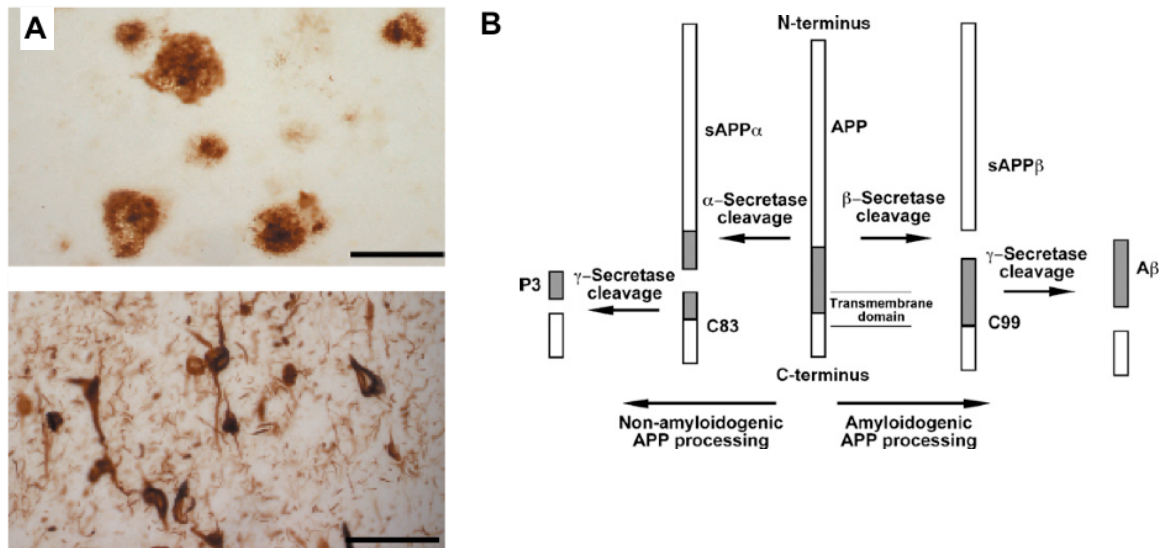 A
B
N-terminus
sAPPα
APP
sAPPβ
α–Secretase
cleavage
β–Secretase
cleavage
γ–Secretase
cleavage
P3
C83
Transmembrane
domain
γ–Secretase
cleavage
Aβ
C99
C-terminus
Non-amyloidogenic
APP processing
Amyloidogenic
APP processing